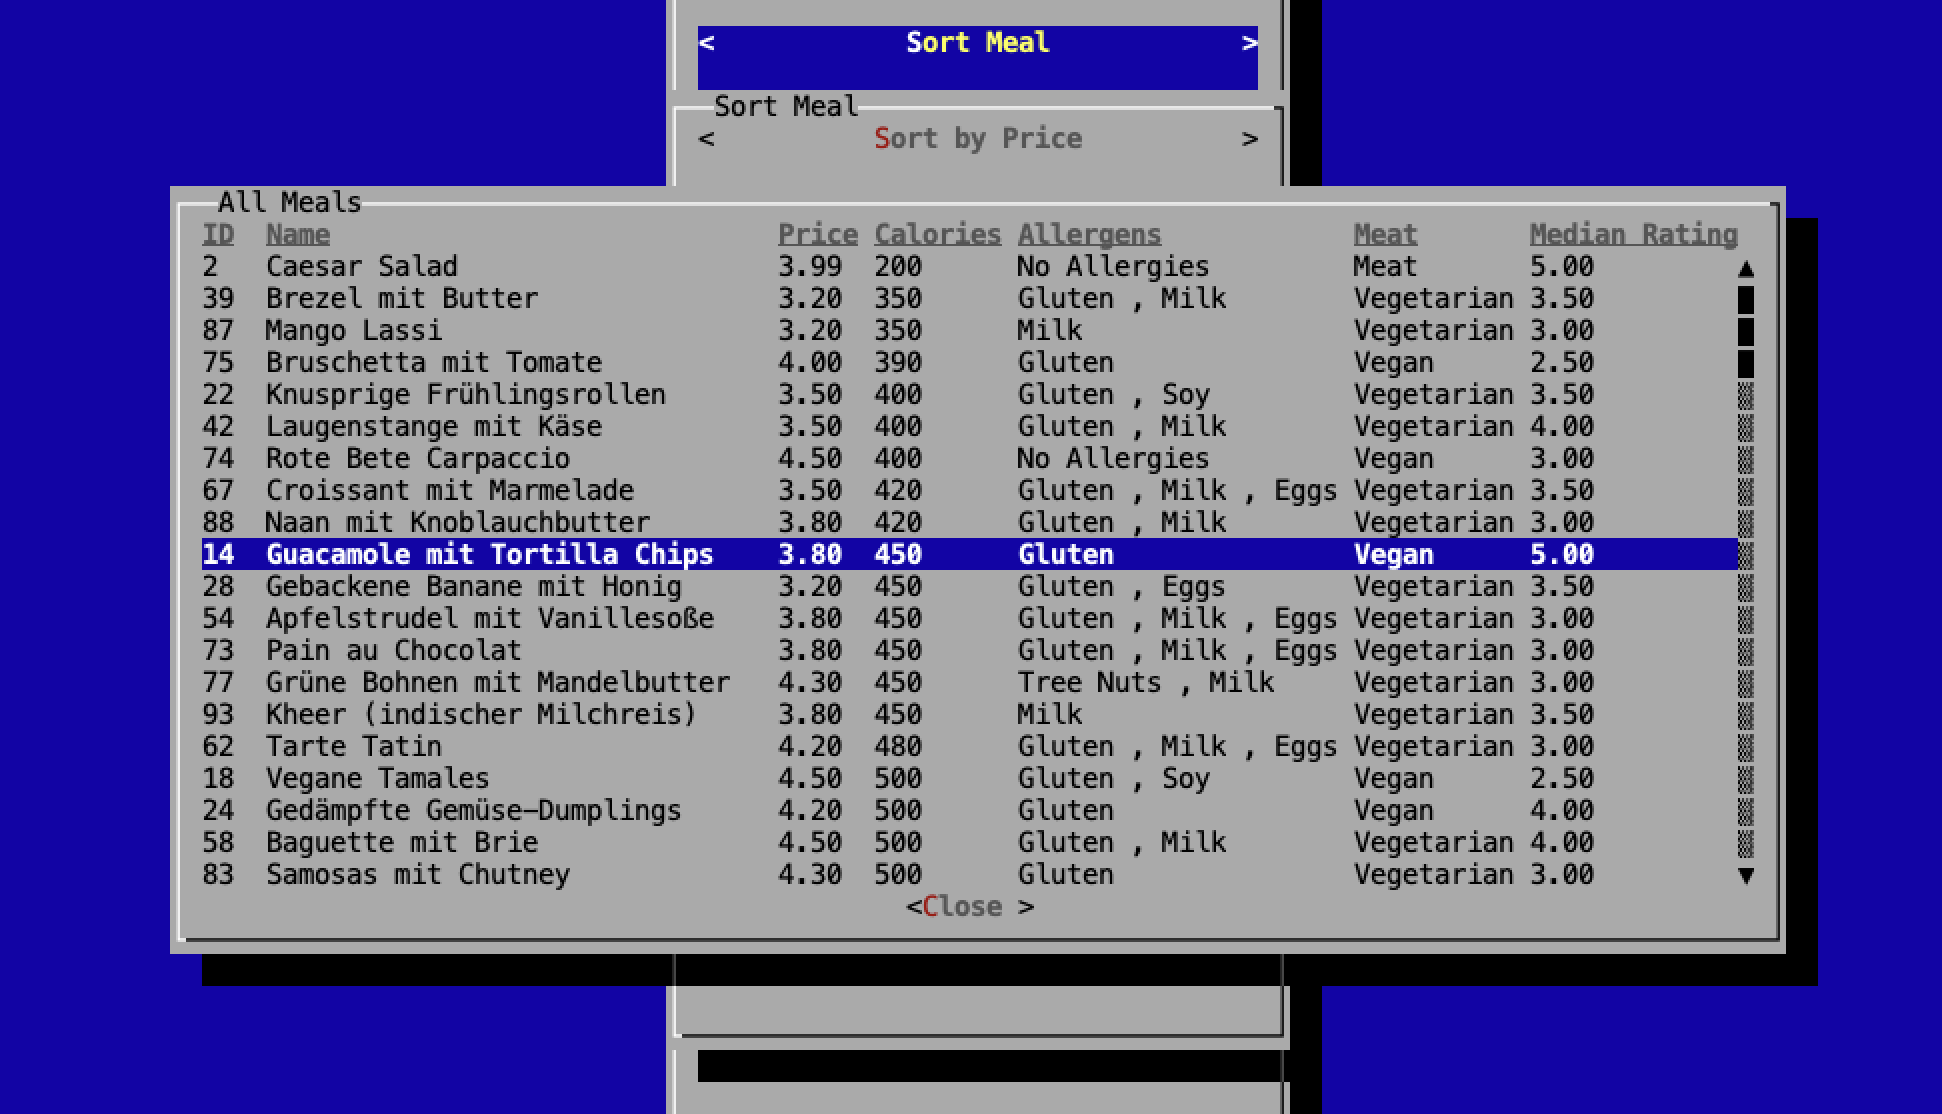 < Sort Meal >
Sort Meal
< Sort by Price >
All Meals
ID Name Price Calories Allergens Meat Median Rating
2 Caesar Salad 3.99 200 No Allergies Meat 5.00
39 Brezel mit Butter 3.20 350 Gluten , Milk Vegetarian 3.50
87 Mango Lassi 3.20 350 Milk Vegetarian 3.00
75 Bruschetta mit Tomate 4.00 390 Gluten Vegan 2.50
22 Knusprige Frühlingsrollen 3.50 400 Gluten , Soy Vegetarian 3.50
42 Laugenstange mit Käse 3.50 400 Gluten , Milk Vegetarian 4.00
74 Rote Bete Carpaccio 4.50 400 No Allergies Vegan 3.00
67 Croissant mit Marmelade 3.50 420 Gluten , Milk , Eggs Vegetarian 3.50
88 Naan mit Knoblauchbutter 3.80 420 Gluten , Milk Vegetarian 3.00
14 Guacamole mit Tortilla Chips 3.80 450 Gluten Vegan 5.00
28 Gebackene Banane mit Honig 3.20 450 Gluten , Eggs Vegetarian 3.50
54 Apfelstrudel mit Vanillesoße 3.80 450 Gluten , Milk , Eggs Vegetarian 3.00
73 Pain au Chocolat 3.80 450 Gluten , Milk , Eggs Vegetarian 3.00
77 Grüne Bohnen mit Mandelbutter 4.30 450 Tree Nuts , Milk Vegetarian 3.00
93 Kheer (indischer Milchreis) 3.80 450 Milk Vegetarian 3.50
62 Tarte Tatin 4.20 480 Gluten , Milk , Eggs Vegetarian 3.00
18 Vegane Tamales 4.50 500 Gluten , Soy Vegan 2.50
24 Gedämpfte Gemüse-Dumplings 4.20 500 Gluten Vegan 4.00
58 Baguette mit Brie 4.50 500 Gluten , Milk Vegetarian 4.00
83 Samosas mit Chutney 4.30 500 Gluten Vegetarian 3.00
<Close >